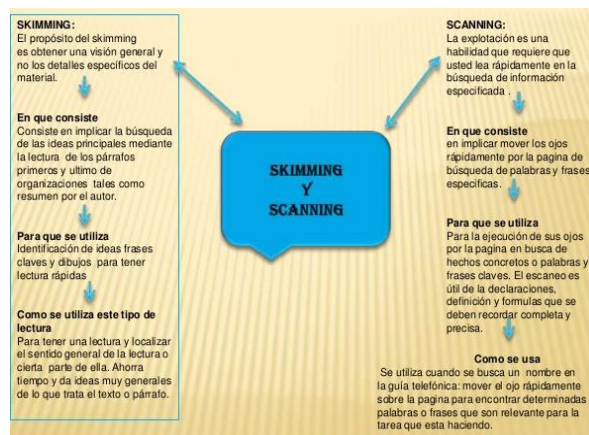 SKIMMING:
El propósito del skimming
es obtener una visión general y
no los detalles específicos del
material.
En que consiste
Consiste en implicar la búsqueda
de las ideas principales mediante
la lectura de los párrafos
primeros y ultimo de
organizaciones tales como
resumen por el autor.
Para que se utiliza
Identificación de ideas frases
claves y dibujos para tener
lectura rápidas
Como se utiliza este tipo de
lectura
Para tener una lectura y localizar
el sentido general de la lectura o
cierta parte de ella. Ahorra
tiempo y da ideas muy generales
de lo que trata el texto o párrafo.
SKIMMING
Y
SCANNING
SCANNING:
La explotación es una
habilidad que requiere que
usted lea rápidamente en la
búsqueda de información
especificada .
En que consiste
en implicar mover los ojos
rápidamente por la pagina de
búsqueda de palabras y frases
especificas.
Para que se utiliza
Para la ejecución de sus ojos
por la pagina en busca de
hechos concretos o palabras y
frases claves. El escaneo es
útil de la declaraciones,
definición y formulas que se
deben recordar completa y
precisa.
Como se usa
Se utiliza cuando se busca un nombre en
la guía telefónica: mover el ojo rápidamente
sobre la pagina para encontrar determinadas
palabras o frases que son relevante para la
tarea que esta haciendo.